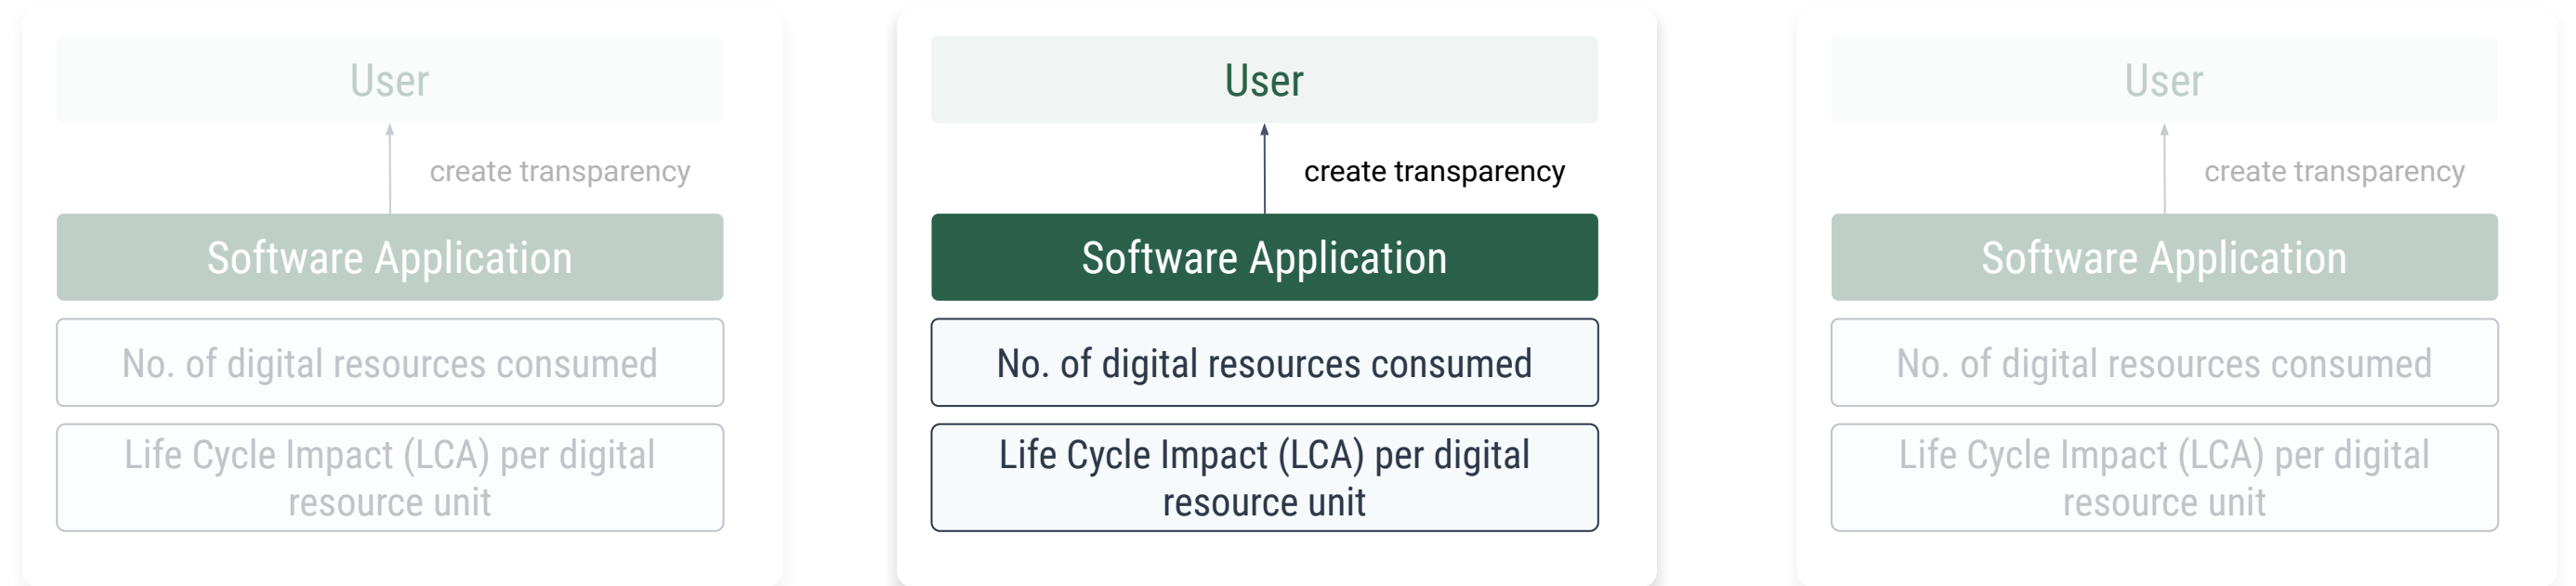 User
create transparency
Software Application
No. of digital resources consumed
Life Cycle Impact (LCA) per digital
resource unit
User
create transparency
Software Application
No. of digital resources consumed
Life Cycle Impact (LCA) per digital
resource unit
User
create transparency
Software Application
No. of digital resources consumed
Life Cycle Impact (LCA) per digital
resource unit